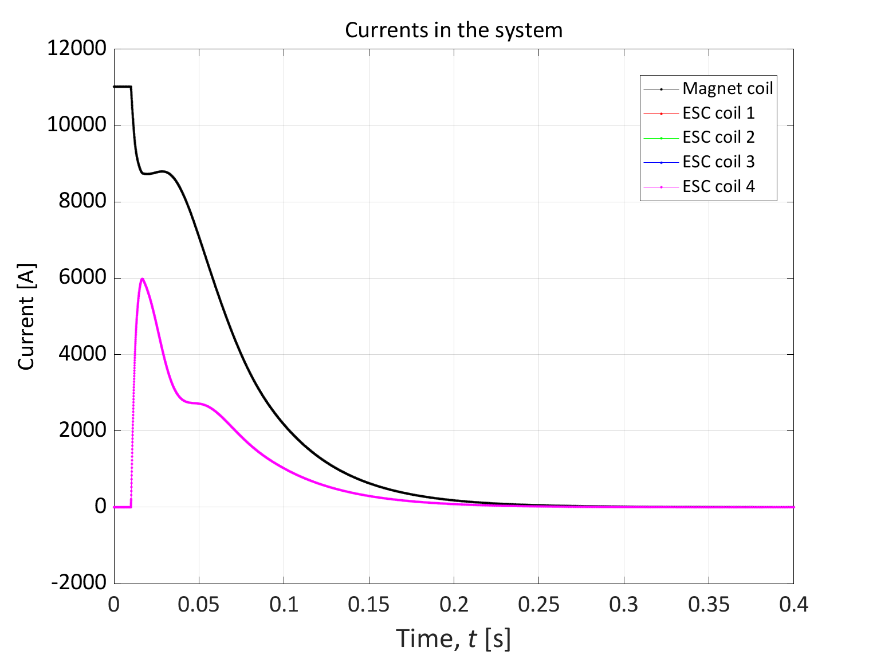 Currents in the system
12000
10000
8000
6000
4000
2000
0
-2000
Current [A]
Magnet coil
ESC coil 1
ESC coil 2
ESC coil 3
ESC coil 4
0 0.05 0.1 0.15 0.2 0.25 0.3 0.35 0.4
Time, t [s]